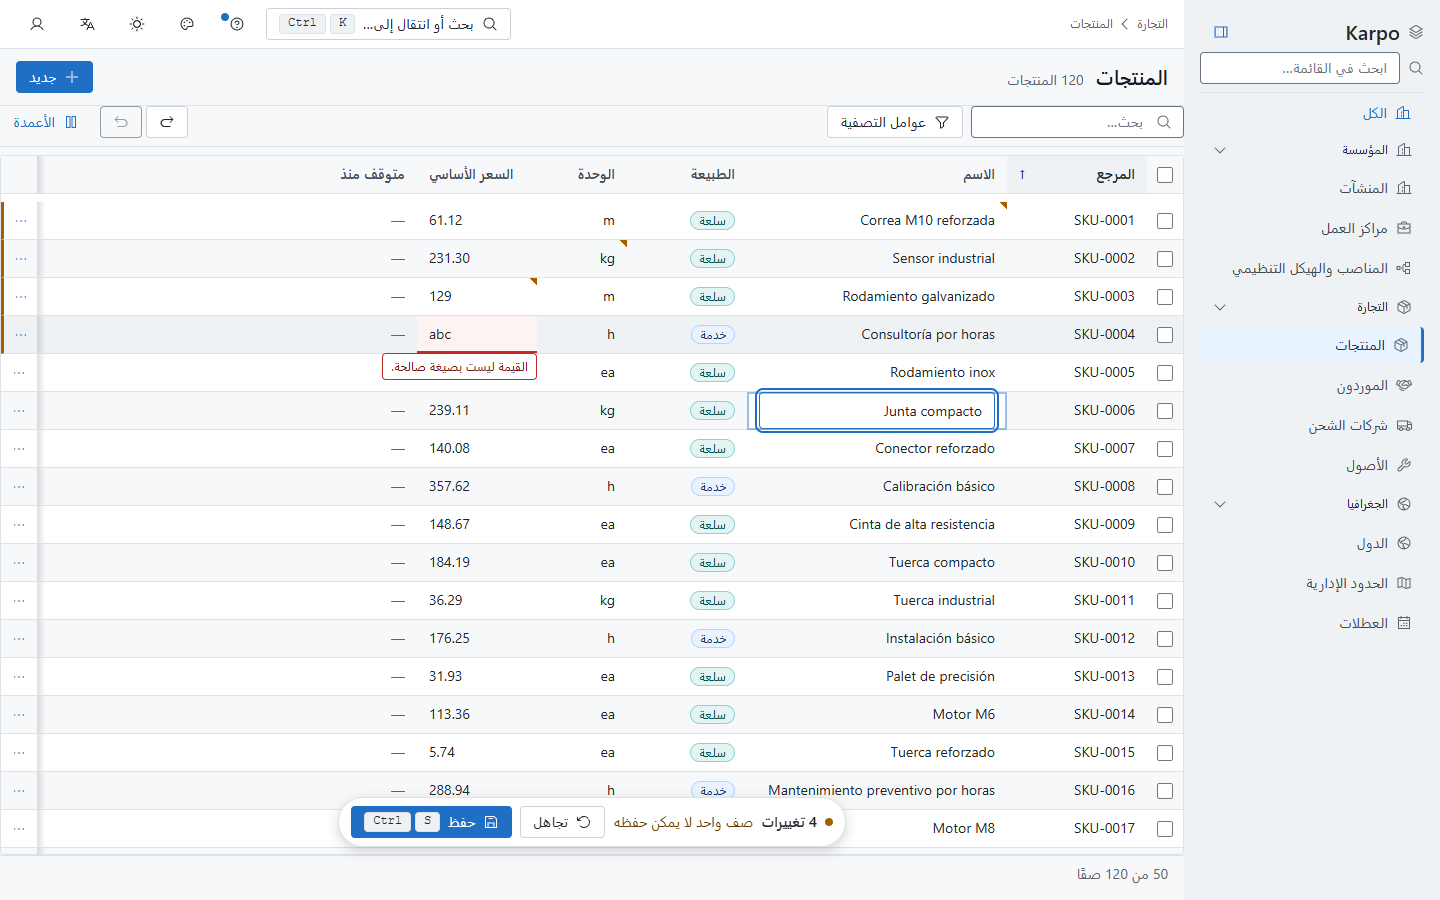 Karpo
ابحث في القائمة...
الكل
المؤسسة
المنشآت
مراكز العمل
المناصب والهيكل التنظيمي
التجارة
المنتجات
الموردون
شركات الشحن
الأصول
الجغرافيا
الدول
الحدود الإدارية
العطلات
التجارة
المنتجات
بحث أو انتقال إلى... Ctrl K
المنتجات 120 المنتجات
جديد
بحث...
عوامل التصفية
الأعمدة
المرجع ↑ الاسم الطبيعة الوحدة السعر الأساسي متوقف منذ
SKU-0001 Correa M10 reforzada سلعة m 61.12 —
SKU-0002 Sensor industrial سلعة kg 231.30 —
SKU-0003 Rodamiento galvanizado سلعة m 129 —
SKU-0004 Consultoría por horas خدمة h abc —
القيمة ليست بصيغة صالحة.
SKU-0005 Rodamiento inox سلعة ea
SKU-0006 Junta compacto سلعة kg 239.11 —
SKU-0007 Conector reforzado سلعة ea 140.08 —
SKU-0008 Calibración básico خدمة h 357.62 —
SKU-0009 Cinta de alta resistencia سلعة ea 148.67 —
SKU-0010 Tuerca compacto سلعة ea 184.19 —
SKU-0011 Tuerca industrial سلعة kg 36.29 —
SKU-0012 Instalación básico خدمة h 176.25 —
SKU-0013 Palet de precisión سلعة ea 31.93 —
SKU-0014 Motor M6 سلعة ea 113.36 —
SKU-0015 Tuerca reforzado سلعة ea 5.74 —
SKU-0016 Mantenimiento preventivo por horas خدمة h 288.94 —
SKU-0017 Motor M8
4 تغييرات صف واحد لا يمكن حفظه تجاهل حفظ Ctrl S
50 من 120 صفًا